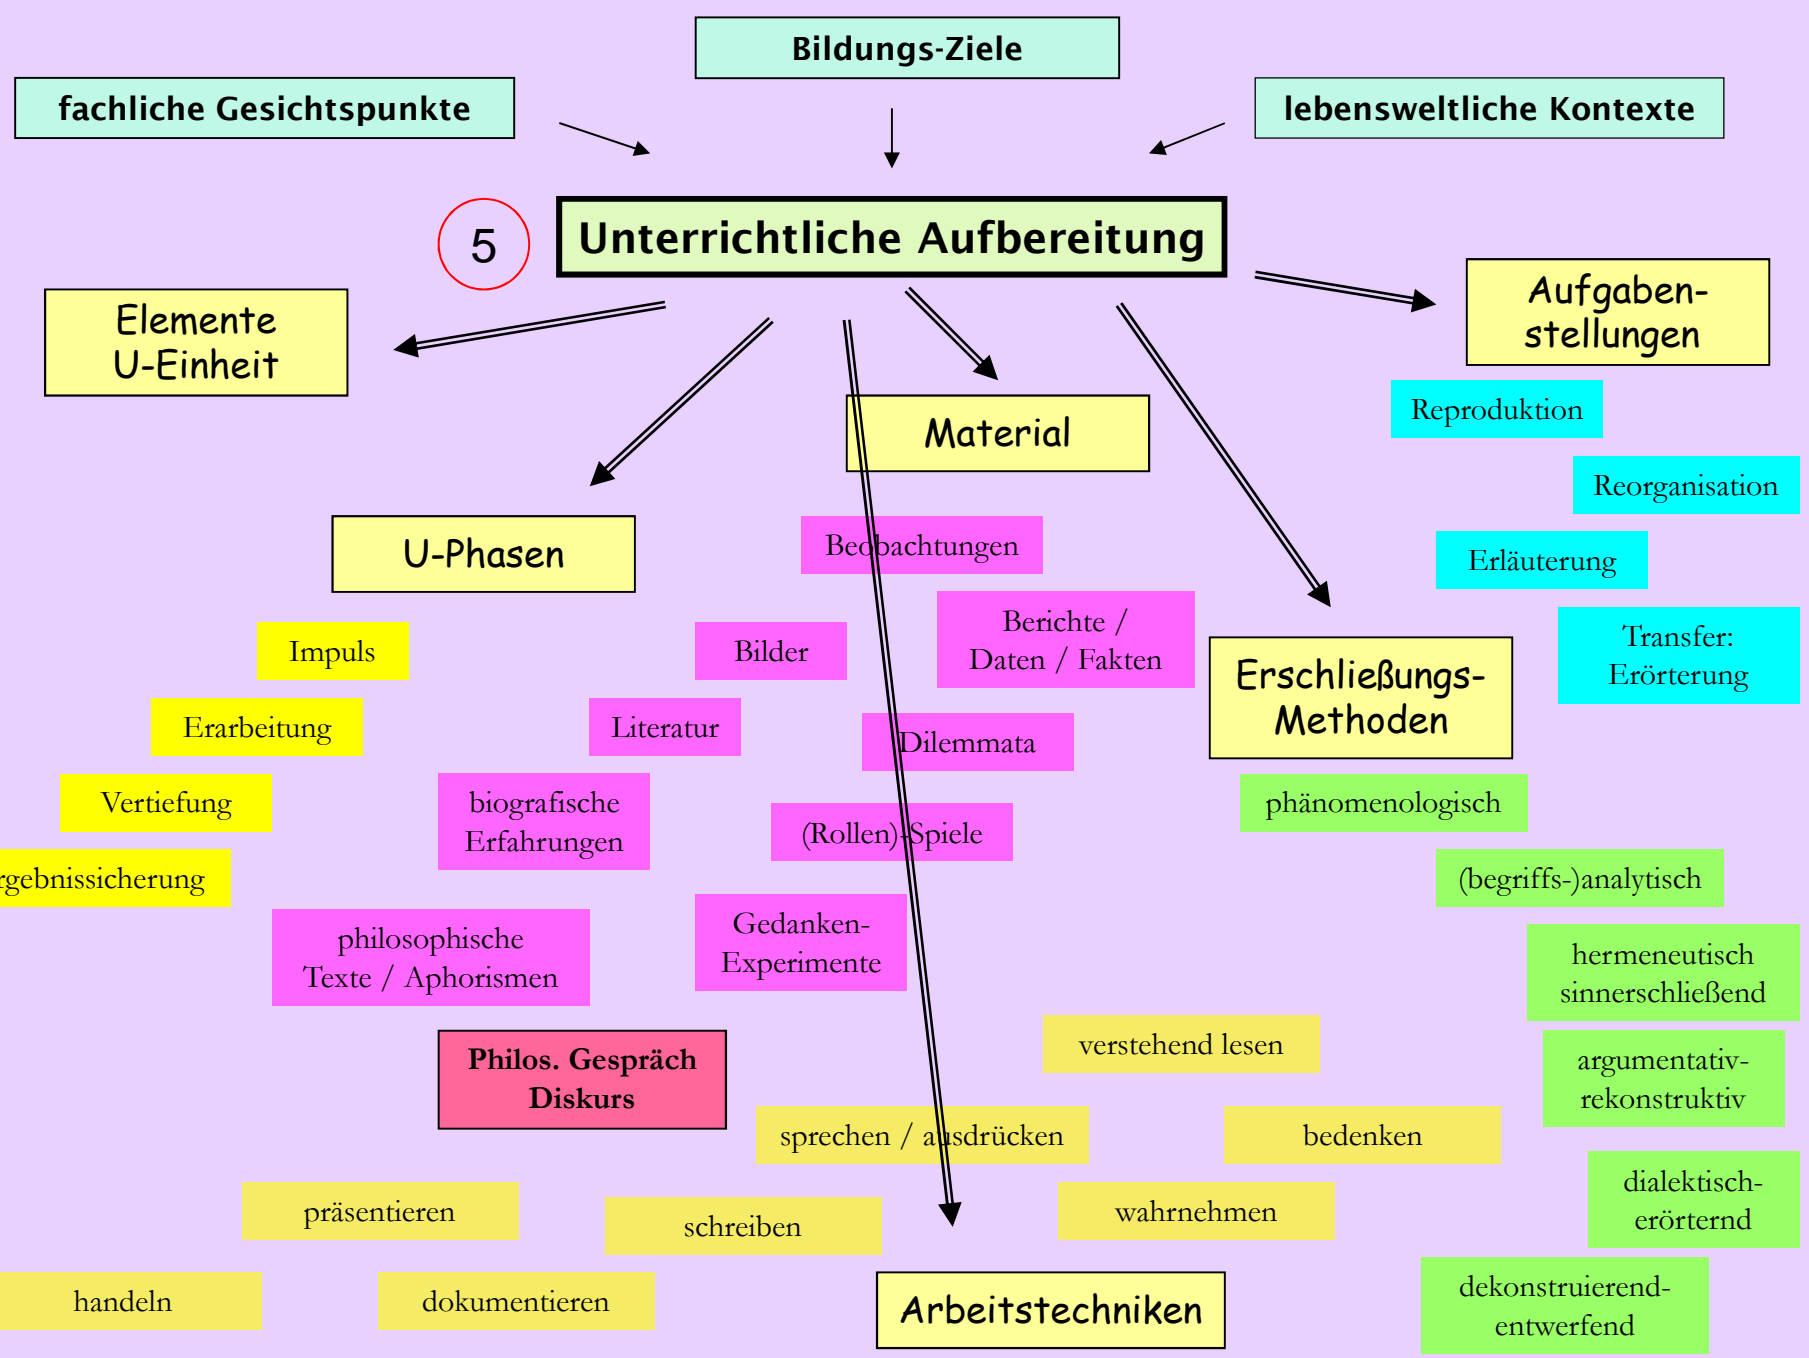 Bildungs-Ziele
fachliche Gesichtspunkte
lebensweltliche Kontexte
5
Unterrichtliche Aufbereitung
Elemente
U-Einheit
Aufgaben-
stellungen
Material
Reproduktion
Reorganisation
Erläuterung
Transfer:
Erörterung
U-Phasen
Impuls
Erarbeitung
Vertiefung
rgebnissicherung
Beobachtungen
Berichte /
Daten / Fakten
Bilder
Literatur
Dilemmata
biografische
Erfahrungen
(Rollen)-Spiele
philosophische
Texte / Aphorismen
Gedanken-
Experimente
Erschließungs-
Methoden
phänomenologisch
(begriffs-)analytisch
hermeneutisch
sinnerschließend
argumentativ-
rekonstruktiv
dialektisch-
erörternd
dekonstruierend-
entwerfend
Philos. Gespräch
Diskurs
verstehend lesen
sprechen / ausdrücken
bedenken
präsentieren
schreiben
wahrnehmen
handeln
dokumentieren
Arbeitstechniken